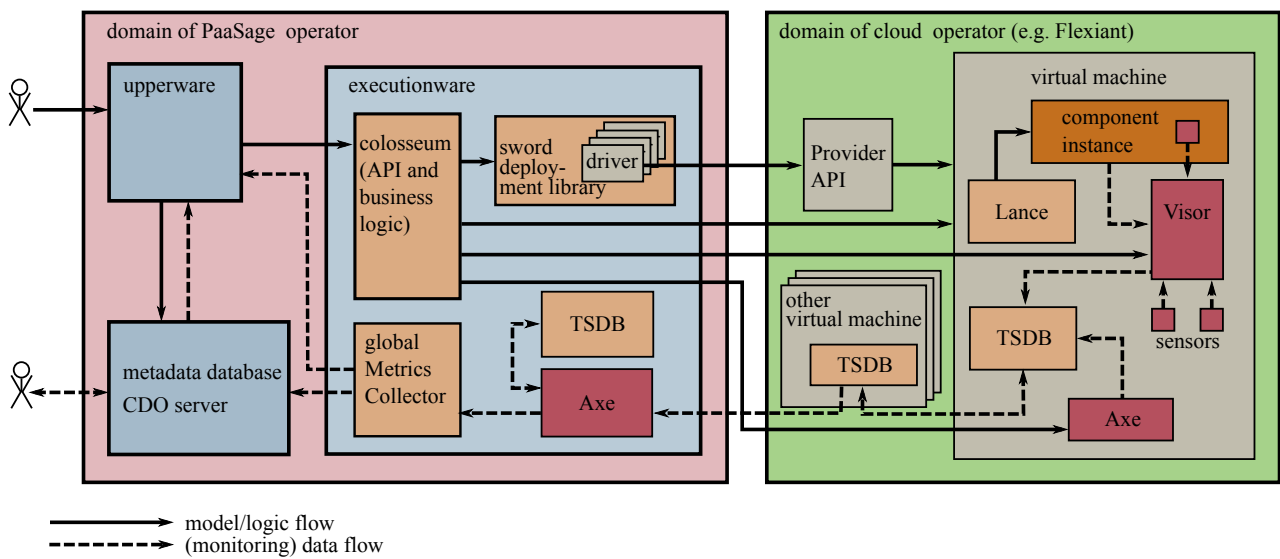 domain of PaaSage operator
upperware
executionware
colosseum
(API and
business
logic)
sword
deploy-
ment library
driver
metadata database
CDO server
global
Metrics
Collector
TSDB
Axe
domain of cloud operator (e.g. Flexiant)
Provider
API
virtual machine
component
instance
Lance
Visor
other
virtual machine
TSDB
TSDB
sensors
Axe
model/logic flow
(monitoring) data flow